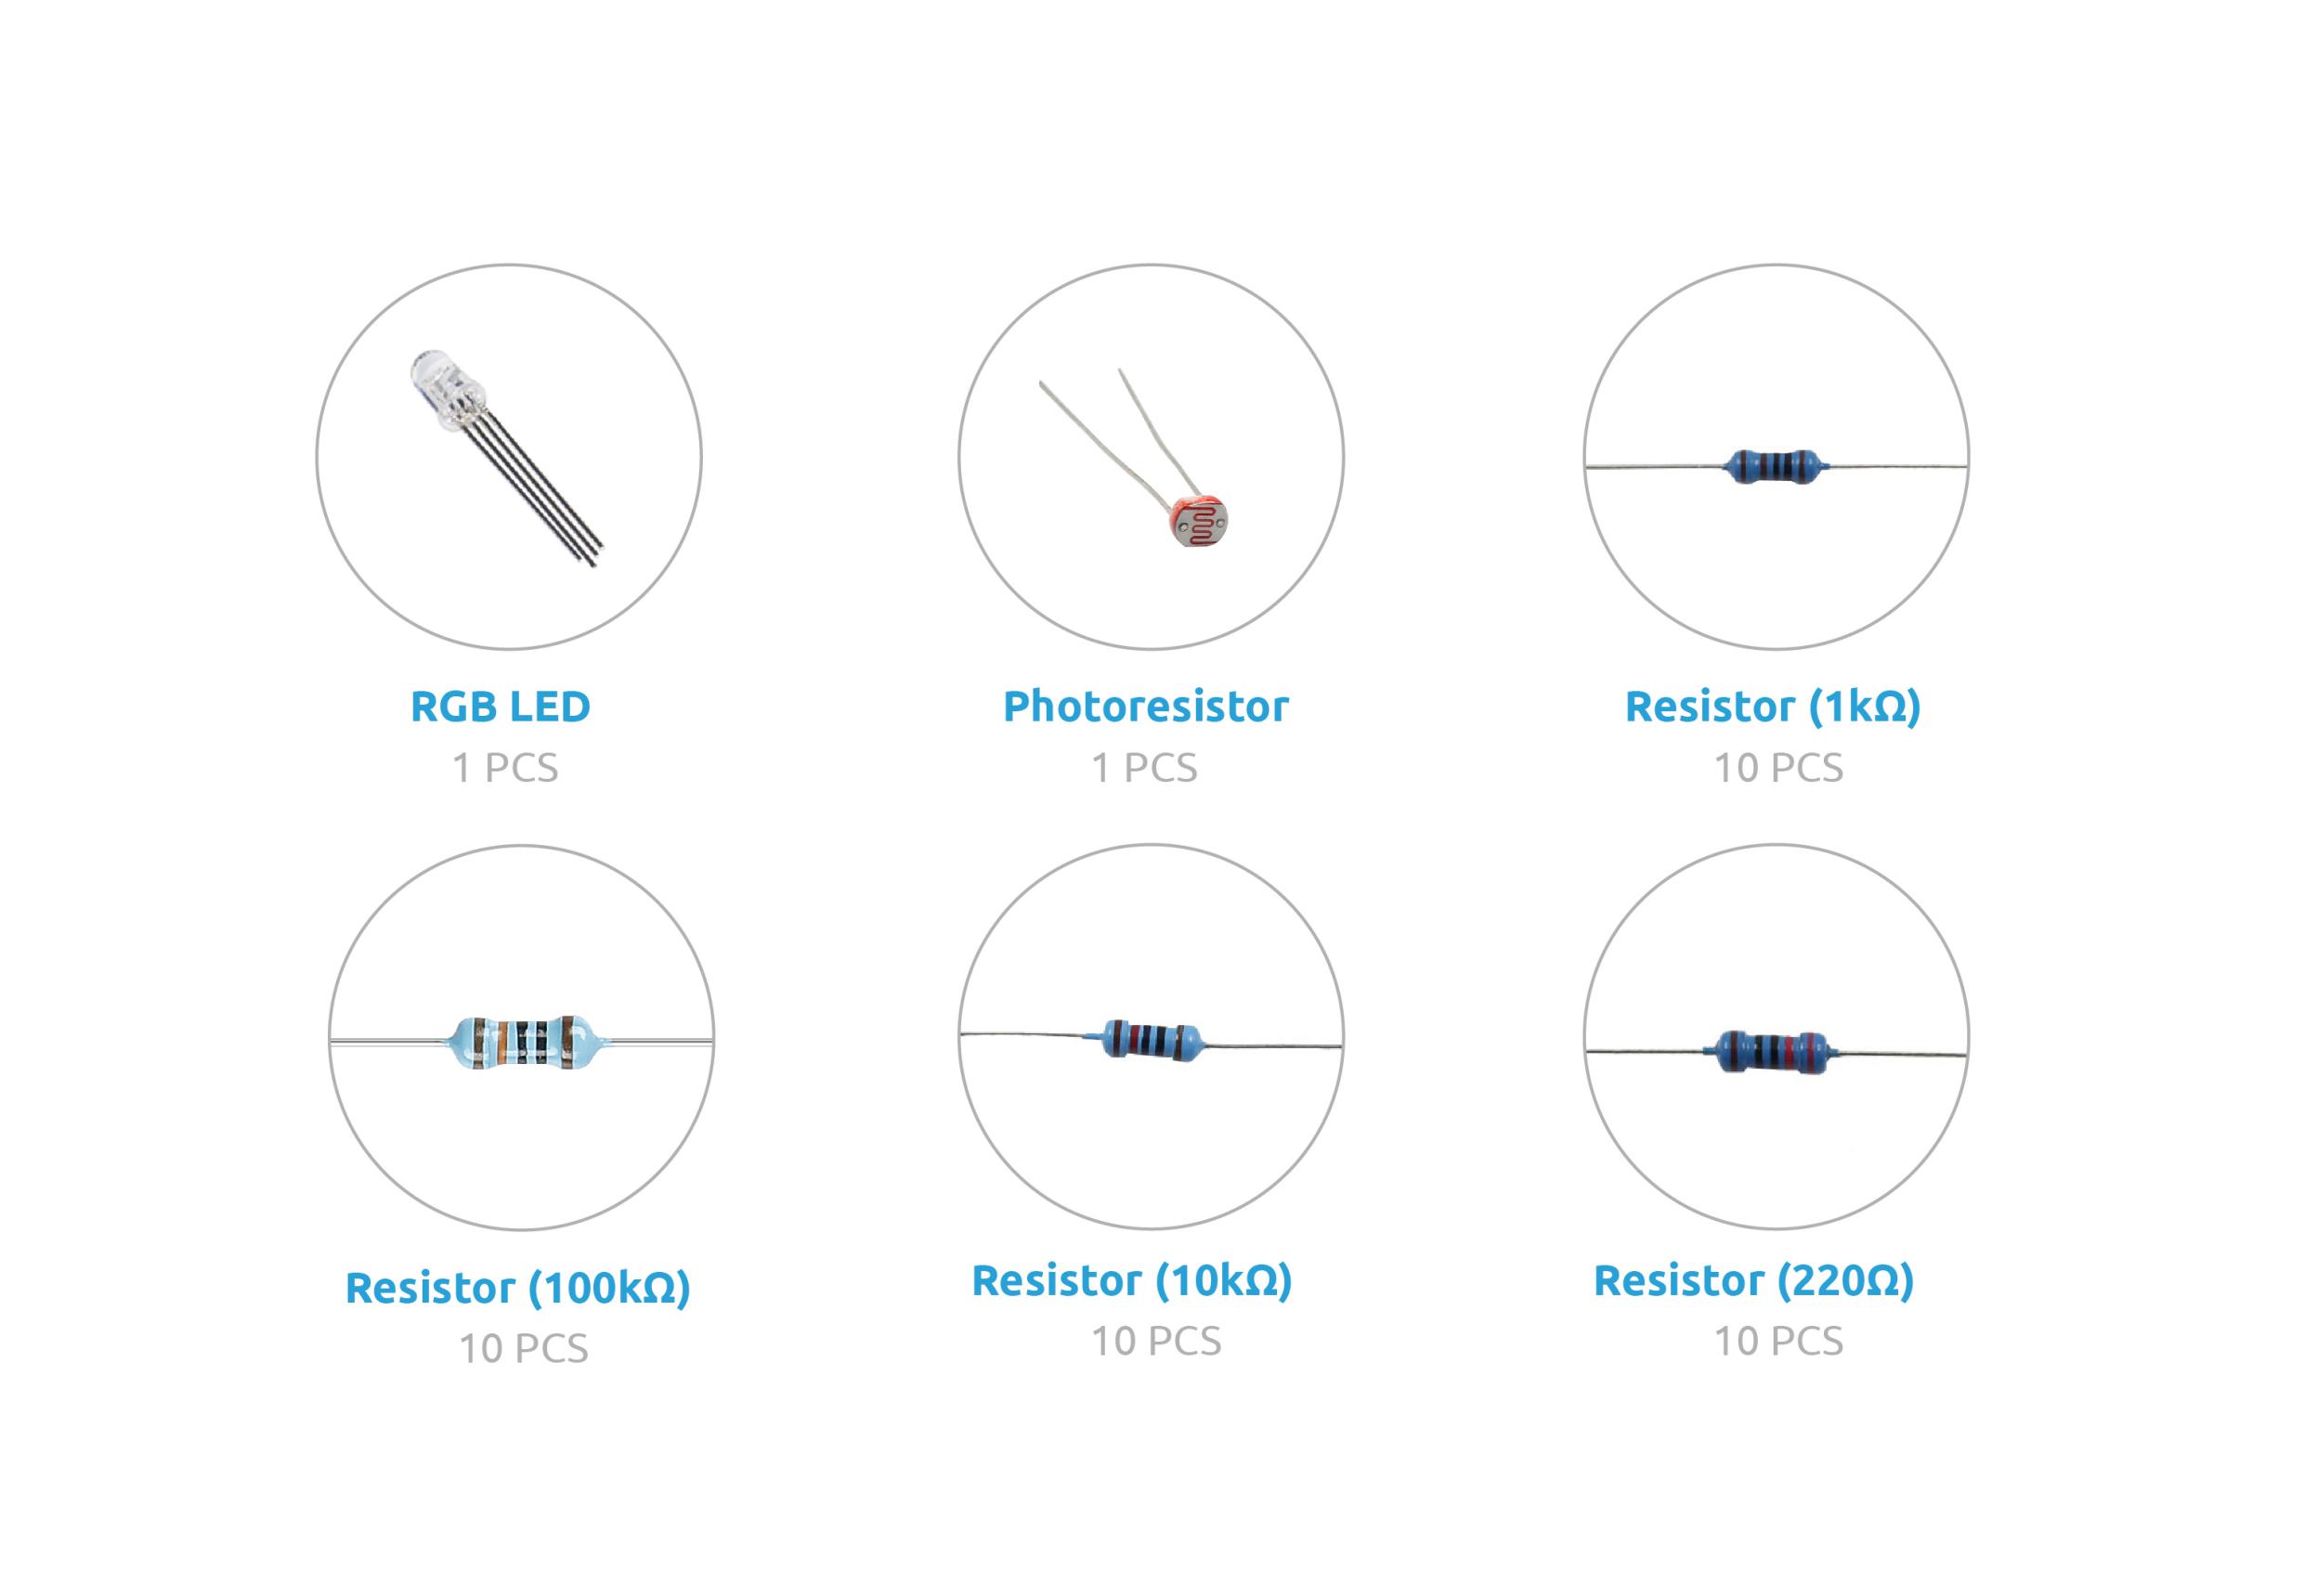 RGB LED
1 PCS
Photoresistor
1 PCS
Resistor (1kΩ)
10 PCS
Resistor (100kΩ)
10 PCS
Resistor (10kΩ)
10 PCS
Resistor (220Ω)
10 PCS